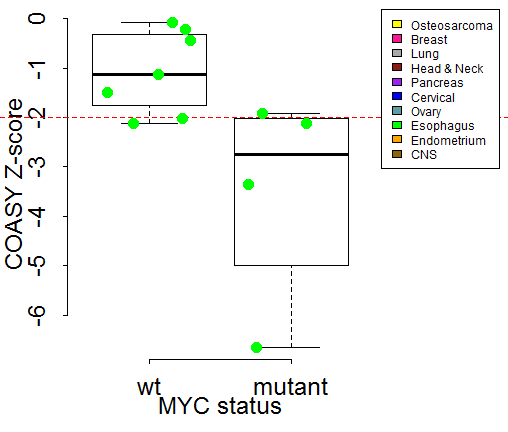 COASY Z-score
0
-1
-2
-3
-4
-5
-6
wt mutant
MYC status
Osteosarcoma
Breast
Lung
Head & Neck
Pancreas
Cervical
Ovary
Esophagus
Endometrium
CNS